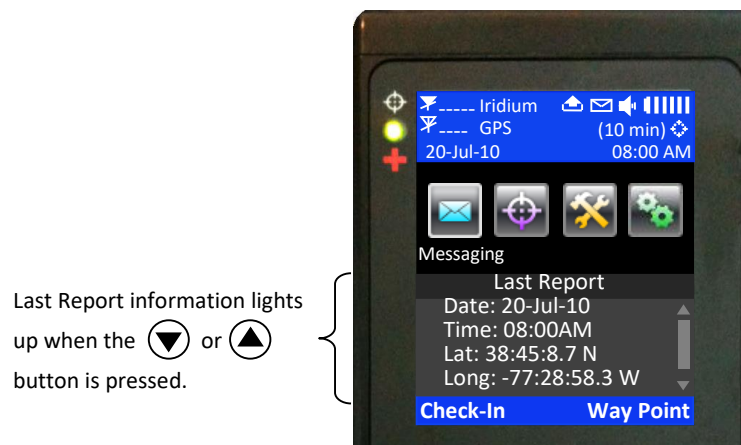 Iridium
GPS (10 min)
20-Jul-10 08:00 AM
Messaging
Last Report
Date: 20-Jul-10
Time: 08:00AM
Lat: 38:45:8.7 N
Long: -77:28:58.3 W
Check-In Way Point
Last Report information lights
up when the or
button is pressed.